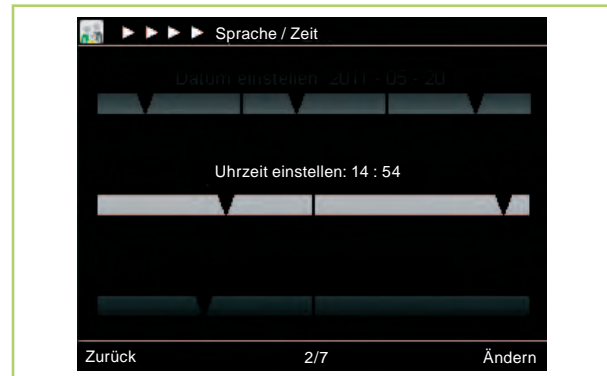 Sprache / Zeit
Datum einstellen: 2011 - 05 - 20
Uhrzeit einstellen: 14 : 54
Zurück 2/7 Ändern